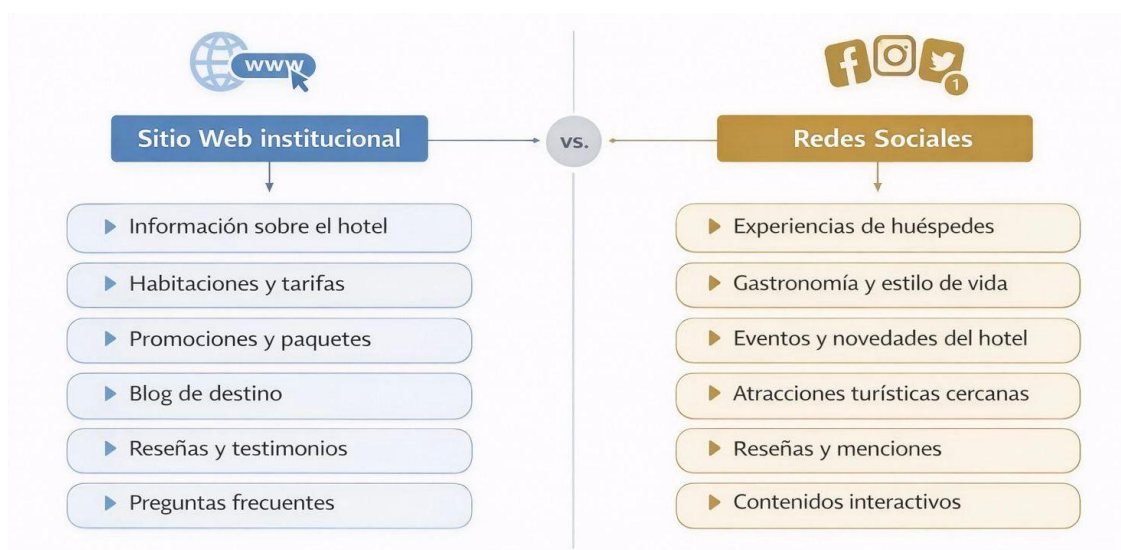 www
f
1
Sitio Web institucional
vs.
Redes Sociales
Información sobre el hotel
Habitaciones y tarifas
Promociones y paquetes
Blog de destino
Reseñas y testimonios
Preguntas frecuentes
Experiencias de huéspedes
Gastronomía y estilo de vida
Eventos y novedades del hotel
Atracciones turísticas cercanas
Reseñas y menciones
Contenidos interactivos